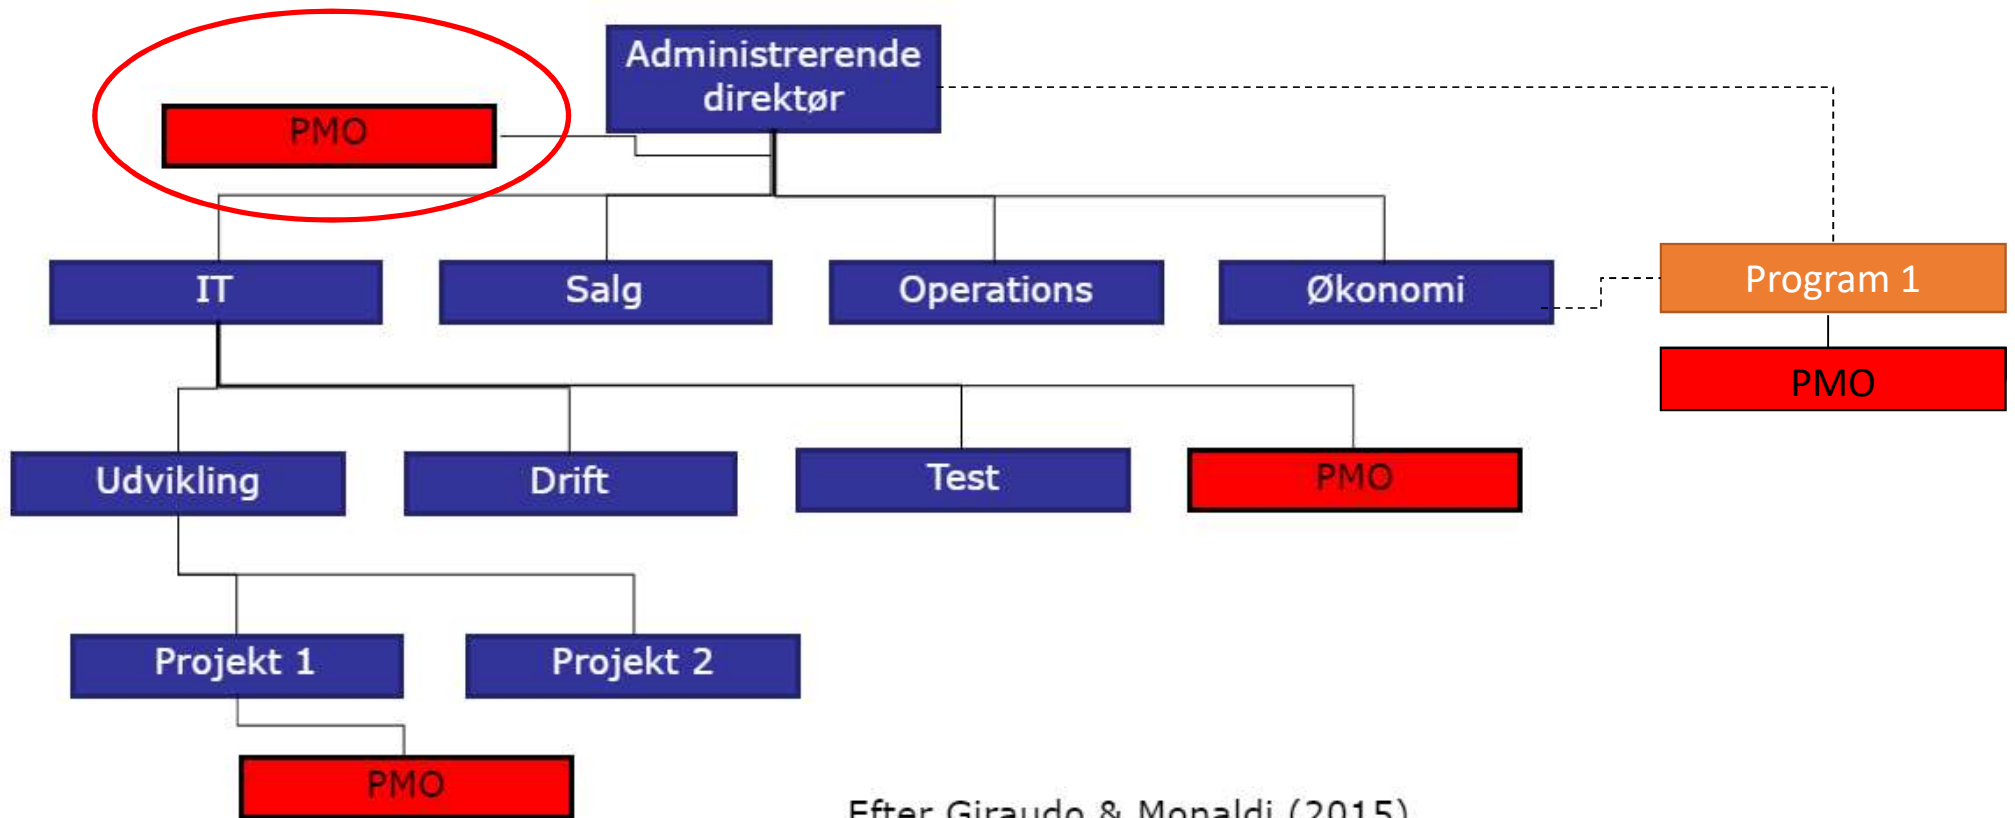 Administrerende
direktør
PMO
IT
Salg
Operations
Økonomi
Program 1
PMO
Udvikling
Drift
Test
PMO
Projekt 1
Projekt 2
PMO
Efter Giraudo & Monaldi (2015)